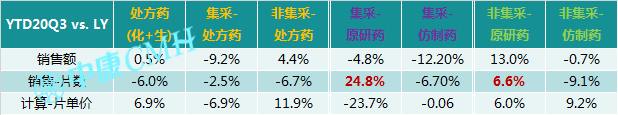 YTD20Q3 vs. LY 处方药(化+生) 集采-处方药 非集采-处方药 集采-原研药 集采-仿制药 非集采-原研药 非集采-仿制药
销售额 0.5% -9.2% 4.4% -4.8% -12.20% 13.0% -0.7%
销售-片数 -6.0% -2.5% -6.7% 24.8% -6.70% 6.6% -9.1%
计算-片单价 6.9% -6.9% 11.9% -23.7% -0.06 6.0% 9.2%
中康CMH